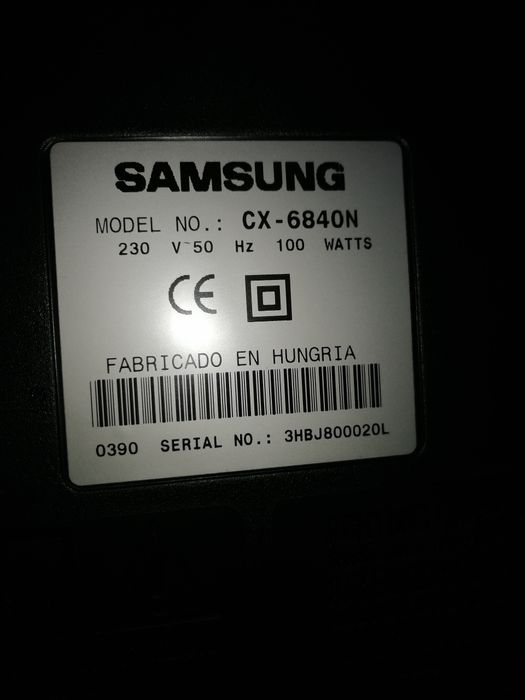 SAMSUNG
MODEL NO.: CX-6840N
230 V~50 Hz 100 WATTS
CE
FABRICADO EN HUNGRIA
0390 SERIAL NO.: 3HBJ800020L